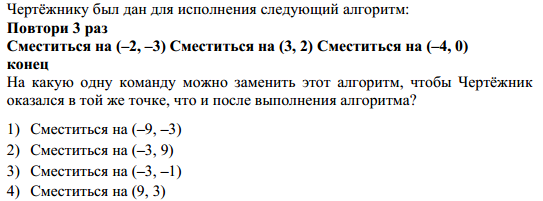 Чертёжнику был дан для исполнения следующий алгоритм:
Повтори 3 раз
Сместиться на (–2, –3) Сместиться на (3, 2) Сместиться на (–4, 0)
конец
На какую одну команду можно заменить этот алгоритм, чтобы Чертёжник
оказался в той же точке, что и после выполнения алгоритма?
1) Сместиться на (–9, –3)
2) Сместиться на (–3, 9)
3) Сместиться на (–3, –1)
4) Сместиться на (9, 3)